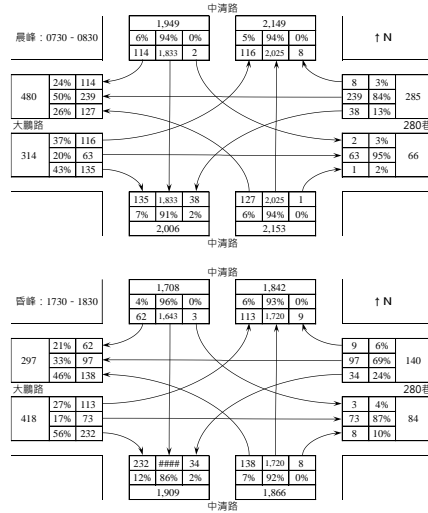 中清路
晨峰：0730 - 0830
1,949 2,149
6% 94% 0% 5% 94% 0%
114 1,833 2 116 2,025 8
↑ N
480 24% 114 8 3% 285
50% 239 239 84%
26% 127 38 13%
大鵬路 280巷
314 37% 116 2 3% 66
20% 63 63 95%
43% 135 1 2%
135 1,833 38 127 2,025 1
7% 91% 2% 6% 94% 0%
2,006 2,153
中清路
中清路
昏峰：1730 - 1830
1,708 1,842
4% 96% 0% 6% 93% 0%
62 1,643 3 113 1,720 9
↑ N
297 21% 62 9 6% 140
33% 97 97 69%
46% 138 34 24%
大鵬路 280巷
418 27% 113 3 4% 84
17% 73 73 87%
56% 232 8 10%
232 #### 34 138 1,720 8
12% 86% 2% 7% 92% 0%
1,909 1,866
中清路